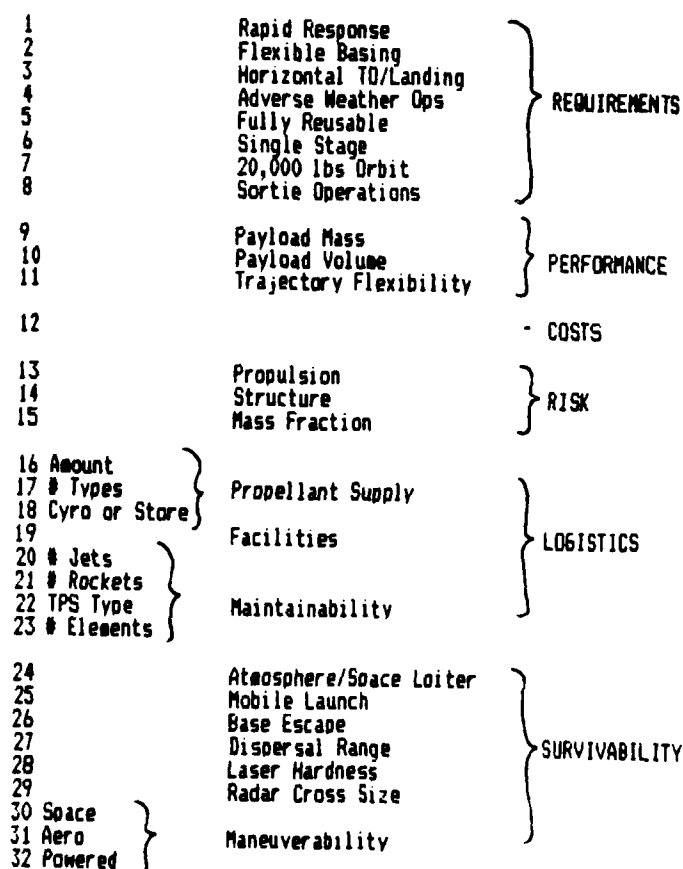 1 Rapid Response
2 Flexible Basing
3 Horizontal TO/Landing
4 Adverse Weather Ops
5 Fully Reusable
6 Single Stage
7 20,000 lbs Orbit
8 Sortie Operations
REQUIREMENTS
9 Payload Mass
10 Payload Volume
11 Trajectory Flexibility
PERFORMANCE
12 - COSTS
13 Propulsion
14 Structure
15 Mass Fraction
RISK
16 Amount
17 # Types
18 Cyro or Store
Propellant Supply
19 Facilities
20 # Jets
21 # Rockets
22 TPS Type
23 # Elements
Maintainability
LOGISTICS
24 Atmosphere/Space Loiter
25 Mobile Launch
26 Base Escape
27 Dispersal Range
28 Laser Hardness
29 Radar Cross Size
30 Space
31 Aero
32 Powered
Maneuverability
SURVIVABILITY